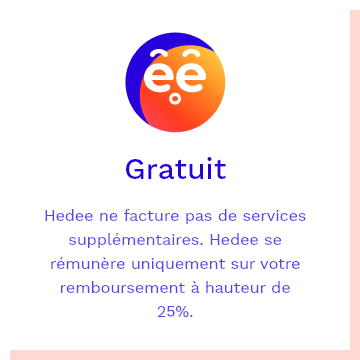 êê
Gratuit
Hedee ne facture pas de services
supplémentaires. Hedee se
rémunère uniquement sur votre
remboursement à hauteur de
25%.